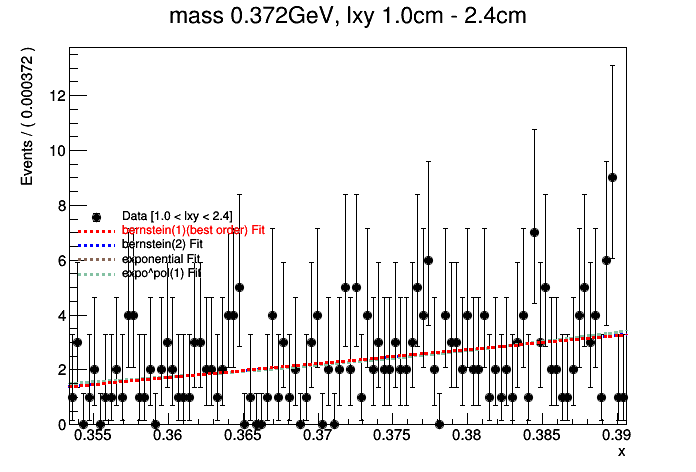 mass 0.372GeV, lxy 1.0cm - 2.4cm
Events / ( 0.000372 )
12
10
8
6
4
2
0
Data [1.0 < lxy < 2.4]
bernstein(1)(best order) Fit
bernstein(2) Fit
exponential Fit
expo^pol(1) Fit
0.355 0.36 0.365 0.37 0.375 0.38 0.385 0.39
x